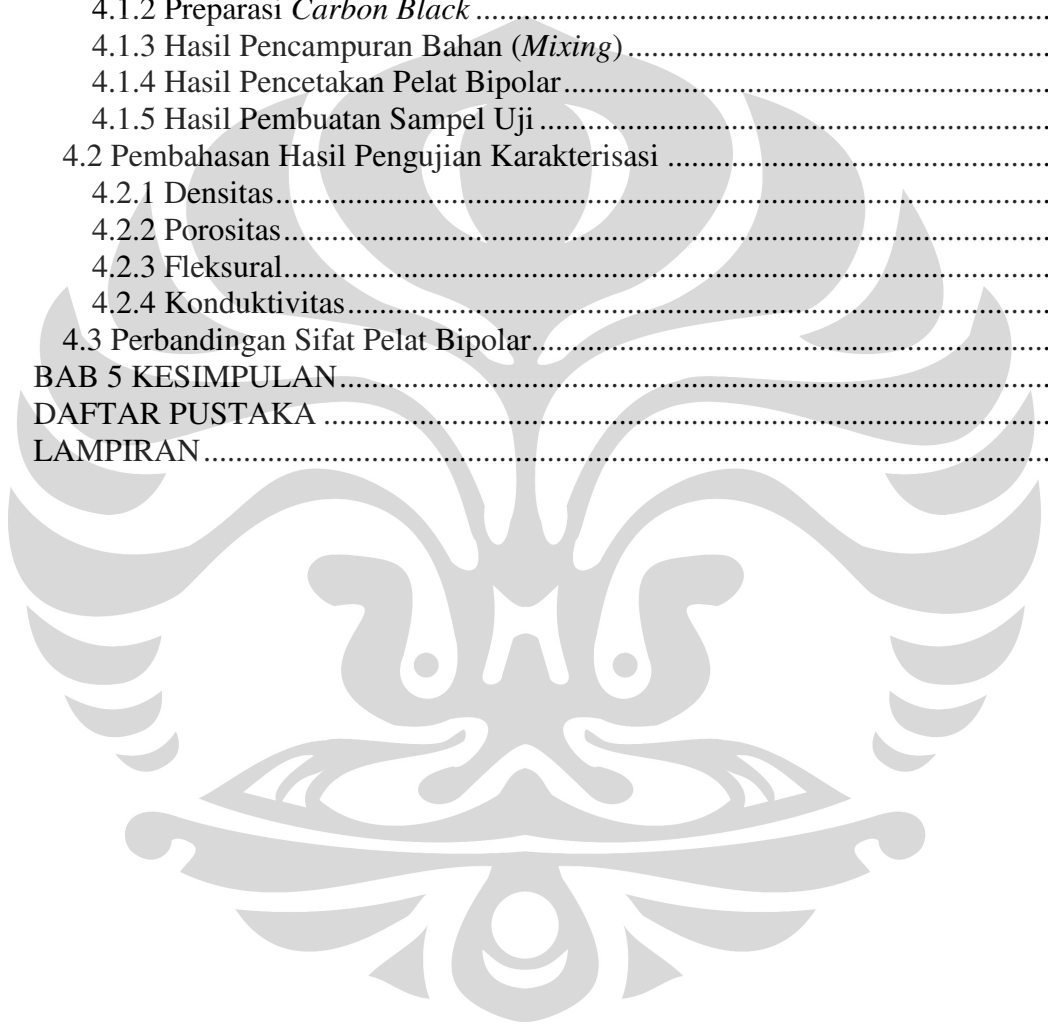 4.1.2 Preparasi Carbon Black ................................................................
4.1.3 Hasil Pencampuran Bahan (Mixing) ................................................................
4.1.4 Hasil Pencetakan Pelat Bipolar ................................................................
4.1.5 Hasil Pembuatan Sampel Uji ................................................................
4.2 Pembahasan Hasil Pengujian Karakterisasi ................................................................
4.2.1 Densitas ................................................................
4.2.2 Porositas ................................................................
4.2.3 Fleksural ................................................................
4.2.4 Konduktivitas ................................................................
4.3 Perbandingan Sifat Pelat Bipolar ................................................................
BAB 5 KESIMPULAN ................................................................
DAFTAR PUSTAKA ................................................................
LAMPIRAN ................................................................